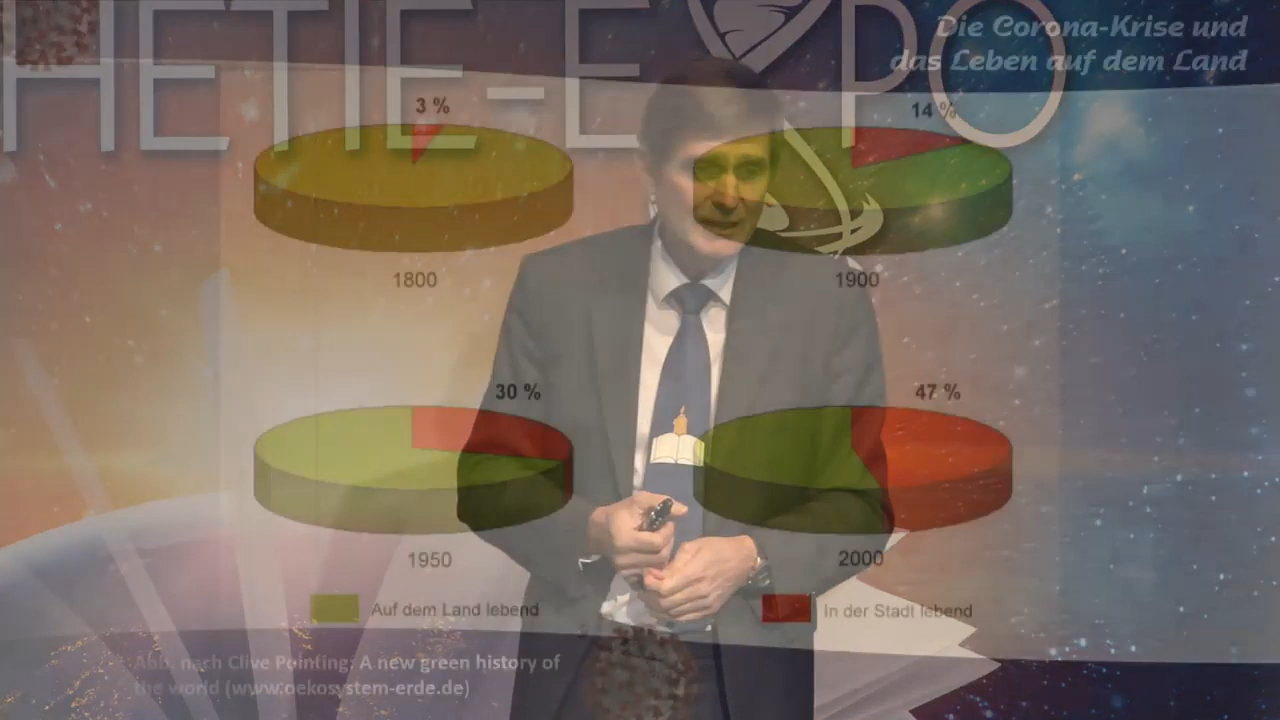 HETIE-EXPO
Die Corona-Krise und
das Leben auf dem Land
3 %
14 %
1800
1900
30 %
47 %
1950
2000
Auf dem Land lebend
In der Stadt lebend
Abb. nach Clive Pointing: A new green history of
the world (www.oekosystem-erde.de)